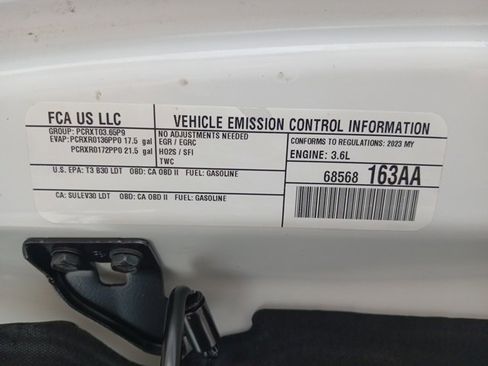 FCA US LLC
VEHICLE EMISSION CONTROL INFORMATION
GROUP: PCRXT03.65P9
EVAP: PCRXR0136PP0 17.5 gal
PCRXR0172PP0 21.5 gal
NO ADJUSTMENTS NEEDED
EGR / EGRC
HO2S / SFI
TWC
CONFORMS TO REGULATIONS: 2023 MY
ENGINE: 3.6L
U.S. EPA: T3 B30 LDT OBD: CA OBD II FUEL: GASOLINE
68568 163AA
CA: SULEV30 LDT OBD: CA OBD II FUEL: GASOLINE